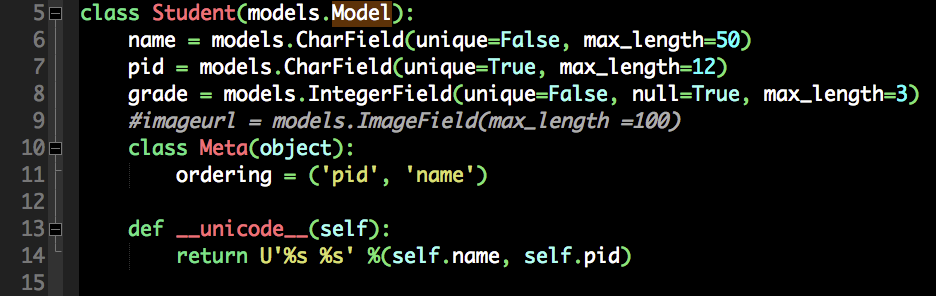 5 class Student(models.Model):
6 name = models.CharField(unique=False, max_length=50)
7 pid = models.CharField(unique=True, max_length=12)
8 grade = models.IntegerField(unique=False, null=True, max_length=3)
9 #imageurl = models.ImageField(max_length =100)
10 class Meta(object):
11 ordering = ('pid', 'name')
12
13 def __unicode__(self):
14 return U'%s %s' %(self.name, self.pid)
15